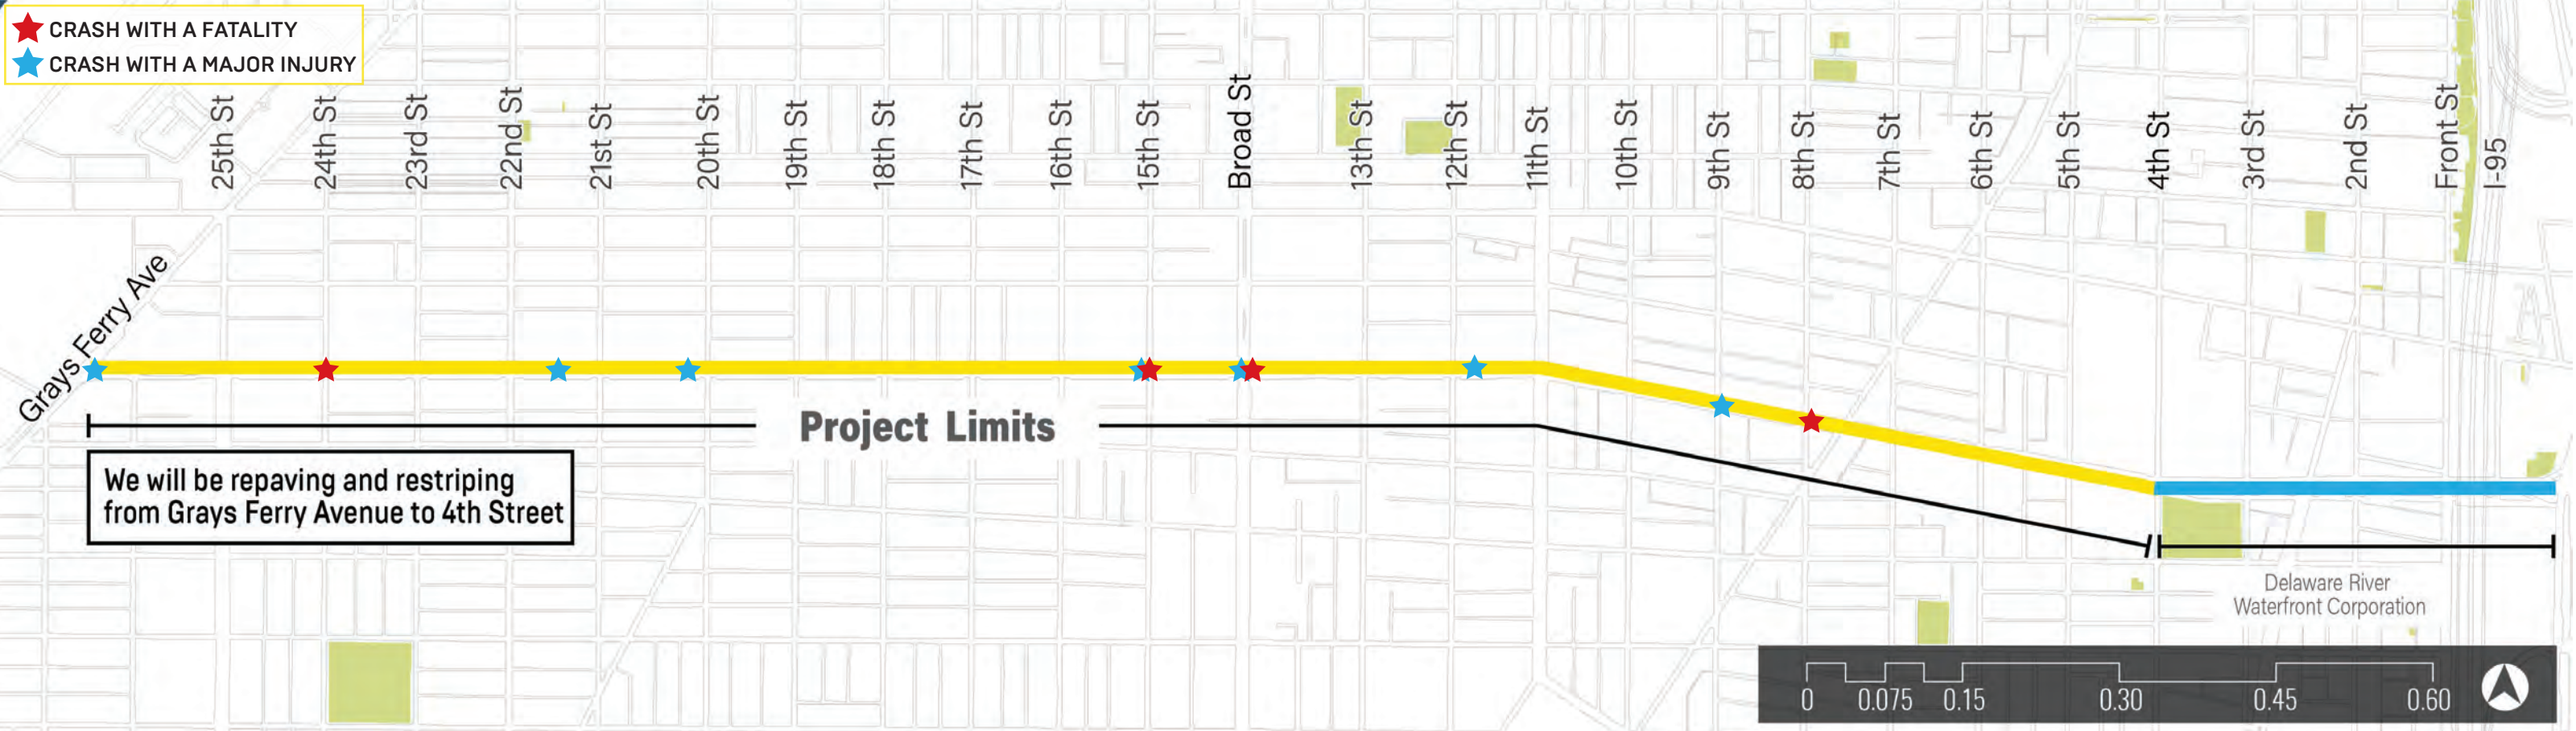 CRASH WITH A FATALITY
CRASH WITH A MAJOR INJURY
25th St
24th St
23rd St
22nd St
21st St
20th St
19th St
18th St
17th St
16th St
15th St
Broad St
13th St
12th St
11th St
10th St
9th St
8th St
7th St
6th St
5th St
4th St
3rd St
2nd St
Front St
I-95
Grays Ferry Ave
Project Limits
We will be repaving and restriping
from Grays Ferry Avenue to 4th Street
Delaware River
Waterfront Corporation
0 0.075 0.15 0.30 0.45 0.60